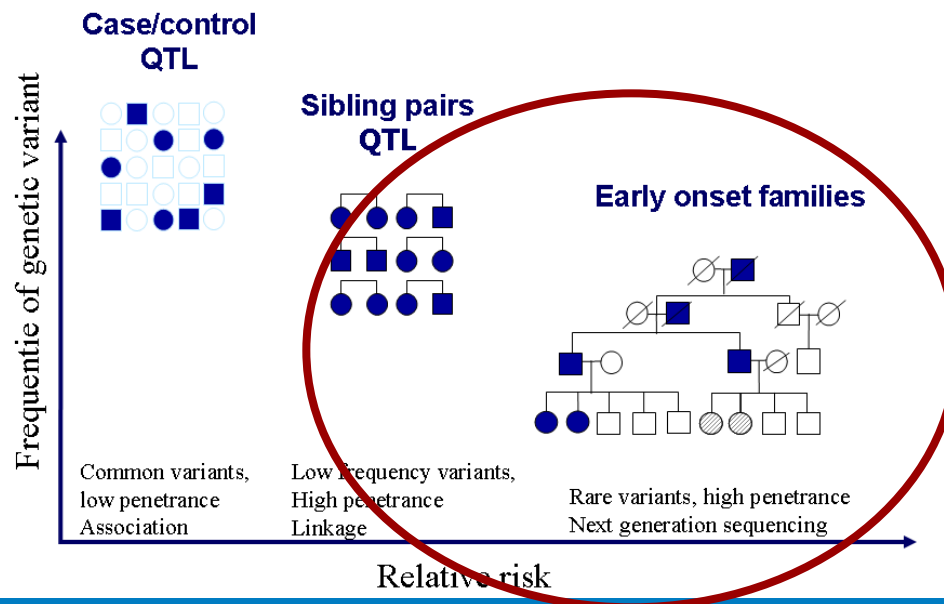 Case/control
QTL
Sibling pairs
QTL
Early onset families
Frequentie of genetic variant
Common variants,
low penetrance
Association
Low frequency variants,
High penetrance
Linkage
Rare variants, high penetrance
Next generation sequencing
Relative risk